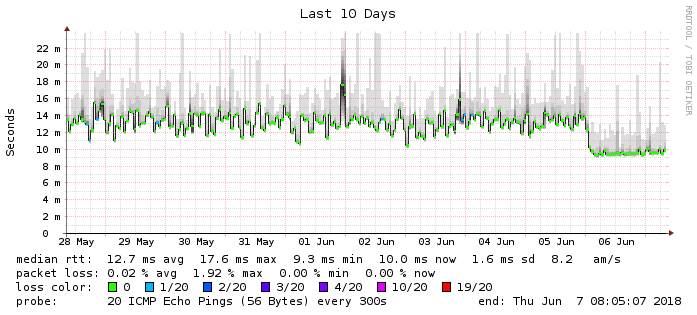 Last 10 Days
RRDTOOL / TOBI OETIKER
Seconds
22 m
20 m
18 m
16 m
14 m
12 m
10 m
8 m
6 m
4 m
2 m
0
28 May 29 May 30 May 31 May 01 Jun 02 Jun 03 Jun 04 Jun 05 Jun 06 Jun
median rtt: 12.7 ms avg 17.6 ms max 9.3 ms min 10.0 ms now 1.6 ms sd 8.2 am/s
packet loss: 0.02 % avg 1.92 % max 0.00 % min 0.00 % now
loss color: 0 1/20 2/20 3/20 4/20 10/20 19/20
probe: 20 ICMP Echo Pings (56 Bytes) every 300s end: Thu Jun 7 08:05:07 2018